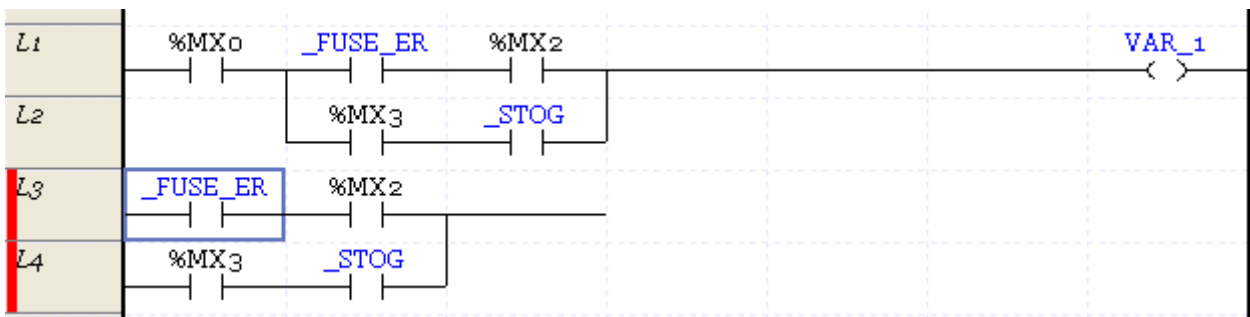 L1 %MX0 _FUSE_ER %MX2 VAR_1
L2 %MX3 _STOG
L3 _FUSE_ER %MX2
L4 %MX3 _STOG